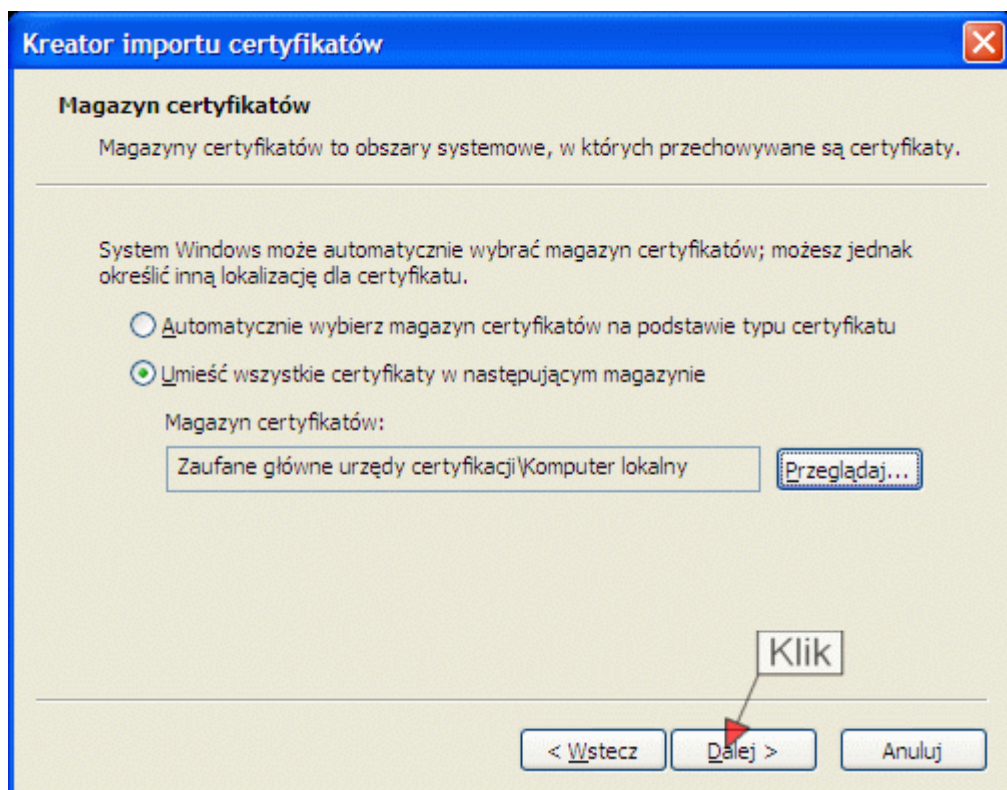 Kreator importu certyfikatów
Magazyn certyfikatów
Magazyny certyfikatów to obszary systemowe, w których przechowywane są certyfikaty.
System Windows może automatycznie wybrać magazyn certyfikatów; możesz jednak
określić inną lokalizację dla certyfikatu.
Automatycznie wybierz magazyn certyfikatów na podstawie typu certyfikatu
Umieść wszystkie certyfikaty w następującym magazynie
Magazyn certyfikatów:
Zaufane główne urzędy certyfikacji\Komputer lokalny
Przeglądaj...
Klik
< Wstecz
Dalej >
Anuluj